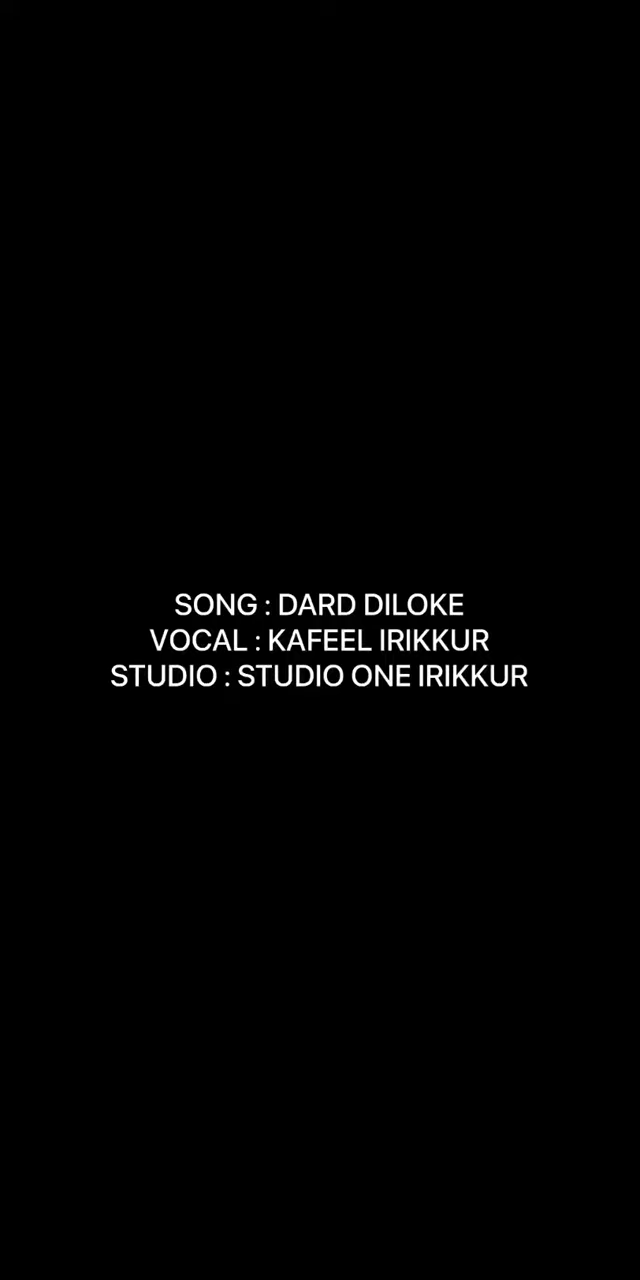 SONG : DARD DILOKE
VOCAL : KAFEEL IRIKKUR
STUDIO : STUDIO ONE IRIKKUR